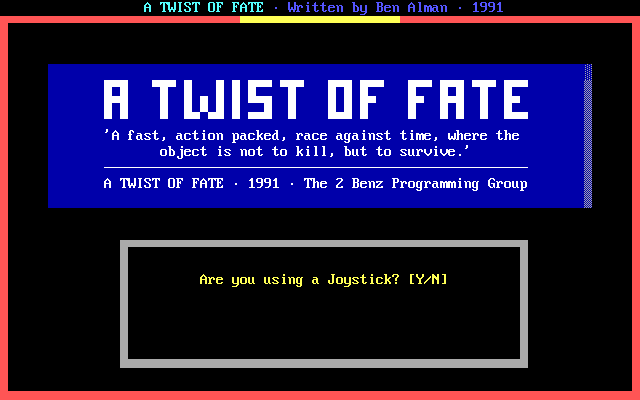 A TWIST OF FATE · Written by Ben Alman · 1991
A TWIST OF FATE
'A fast, action packed, race against time, where the
object is not to kill, but to survive.'
A TWIST OF FATE · 1991 · The 2 Benz Programming Group
Are you using a Joystick? [Y/N]